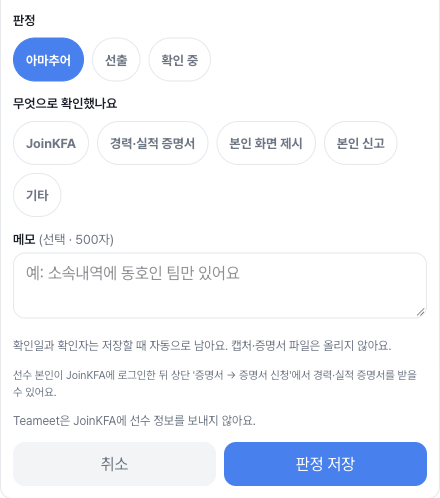 판정
아마추어 선출 확인 중
무엇으로 확인했나요
JoinKFA 경력·실적 증명서 본인 화면 제시 본인 신고
기타
메모 (선택 · 500자)
예: 소속내역에 동호인 팀만 있어요
확인일과 확인자는 저장할 때 자동으로 남아요. 캡처·증명서 파일은 올리지 않아요.
선수 본인이 JoinKFA에 로그인한 뒤 상단 '증명서 → 증명서 신청'에서 경력·실적 증명서를 받을
수 있어요.
Teameet은 JoinKFA에 선수 정보를 보내지 않아요.
취소 판정 저장